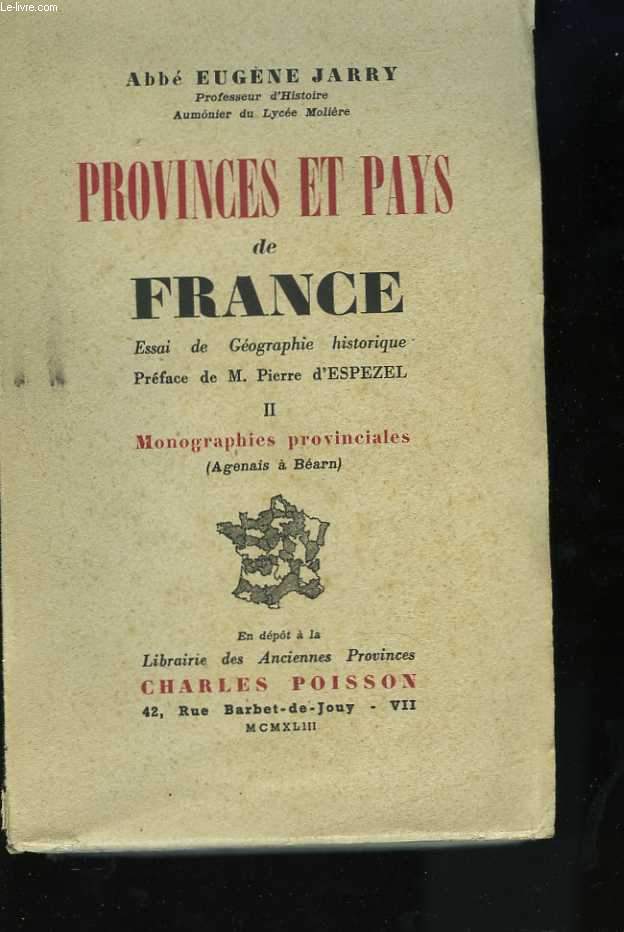 Le-livre.com
Abbé EUGÈNE JARRY
Professeur d'Histoire
Aumônier du Lycée Molière
PROVINCES ET PAYS
de
FRANCE
Essai de Géographie historique
Préface de M. Pierre d'ESPEZEL
II
Monographies provinciales
(Agenais à Béarn)
En dépôt à la
Librairie des Anciennes Provinces
CHARLES POISSON
42, Rue Barbet-de-Jouy - VII
MCMXLIII